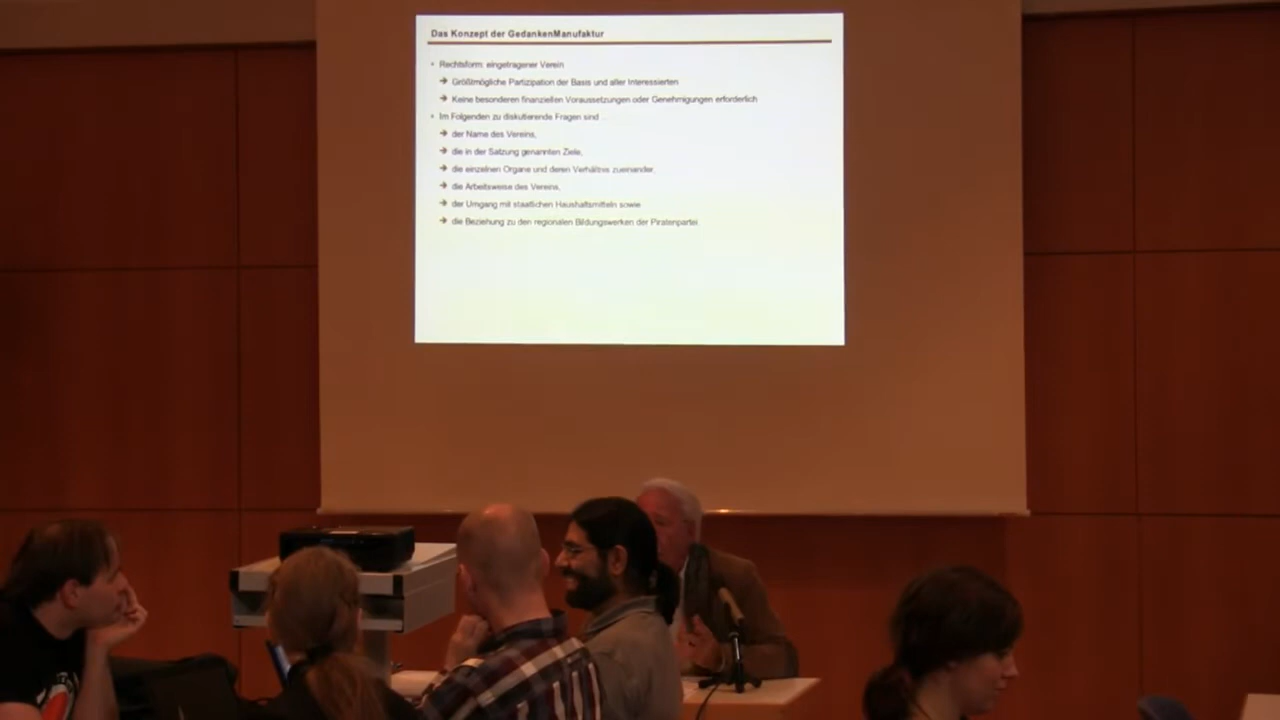 Das Konzept der GedankenManufaktur
• Rechtsform: eingetragener Verein
➔ Größtmögliche Partizipation der Basis und aller Interessierten
➔ Keine besonderen finanziellen Voraussetzungen oder Genehmigungen erforderlich
• Im Folgenden zu diskutierende Fragen sind ...
➔ der Name des Vereins,
➔ die in der Satzung genannten Ziele,
➔ die einzelnen Organe und deren Verhältnis zueinander,
➔ die Arbeitsweise des Vereins,
➔ der Umgang mit staatlichen Haushaltsmitteln sowie
➔ die Beziehung zu den regionalen Bildungswerken der Piratenpartei